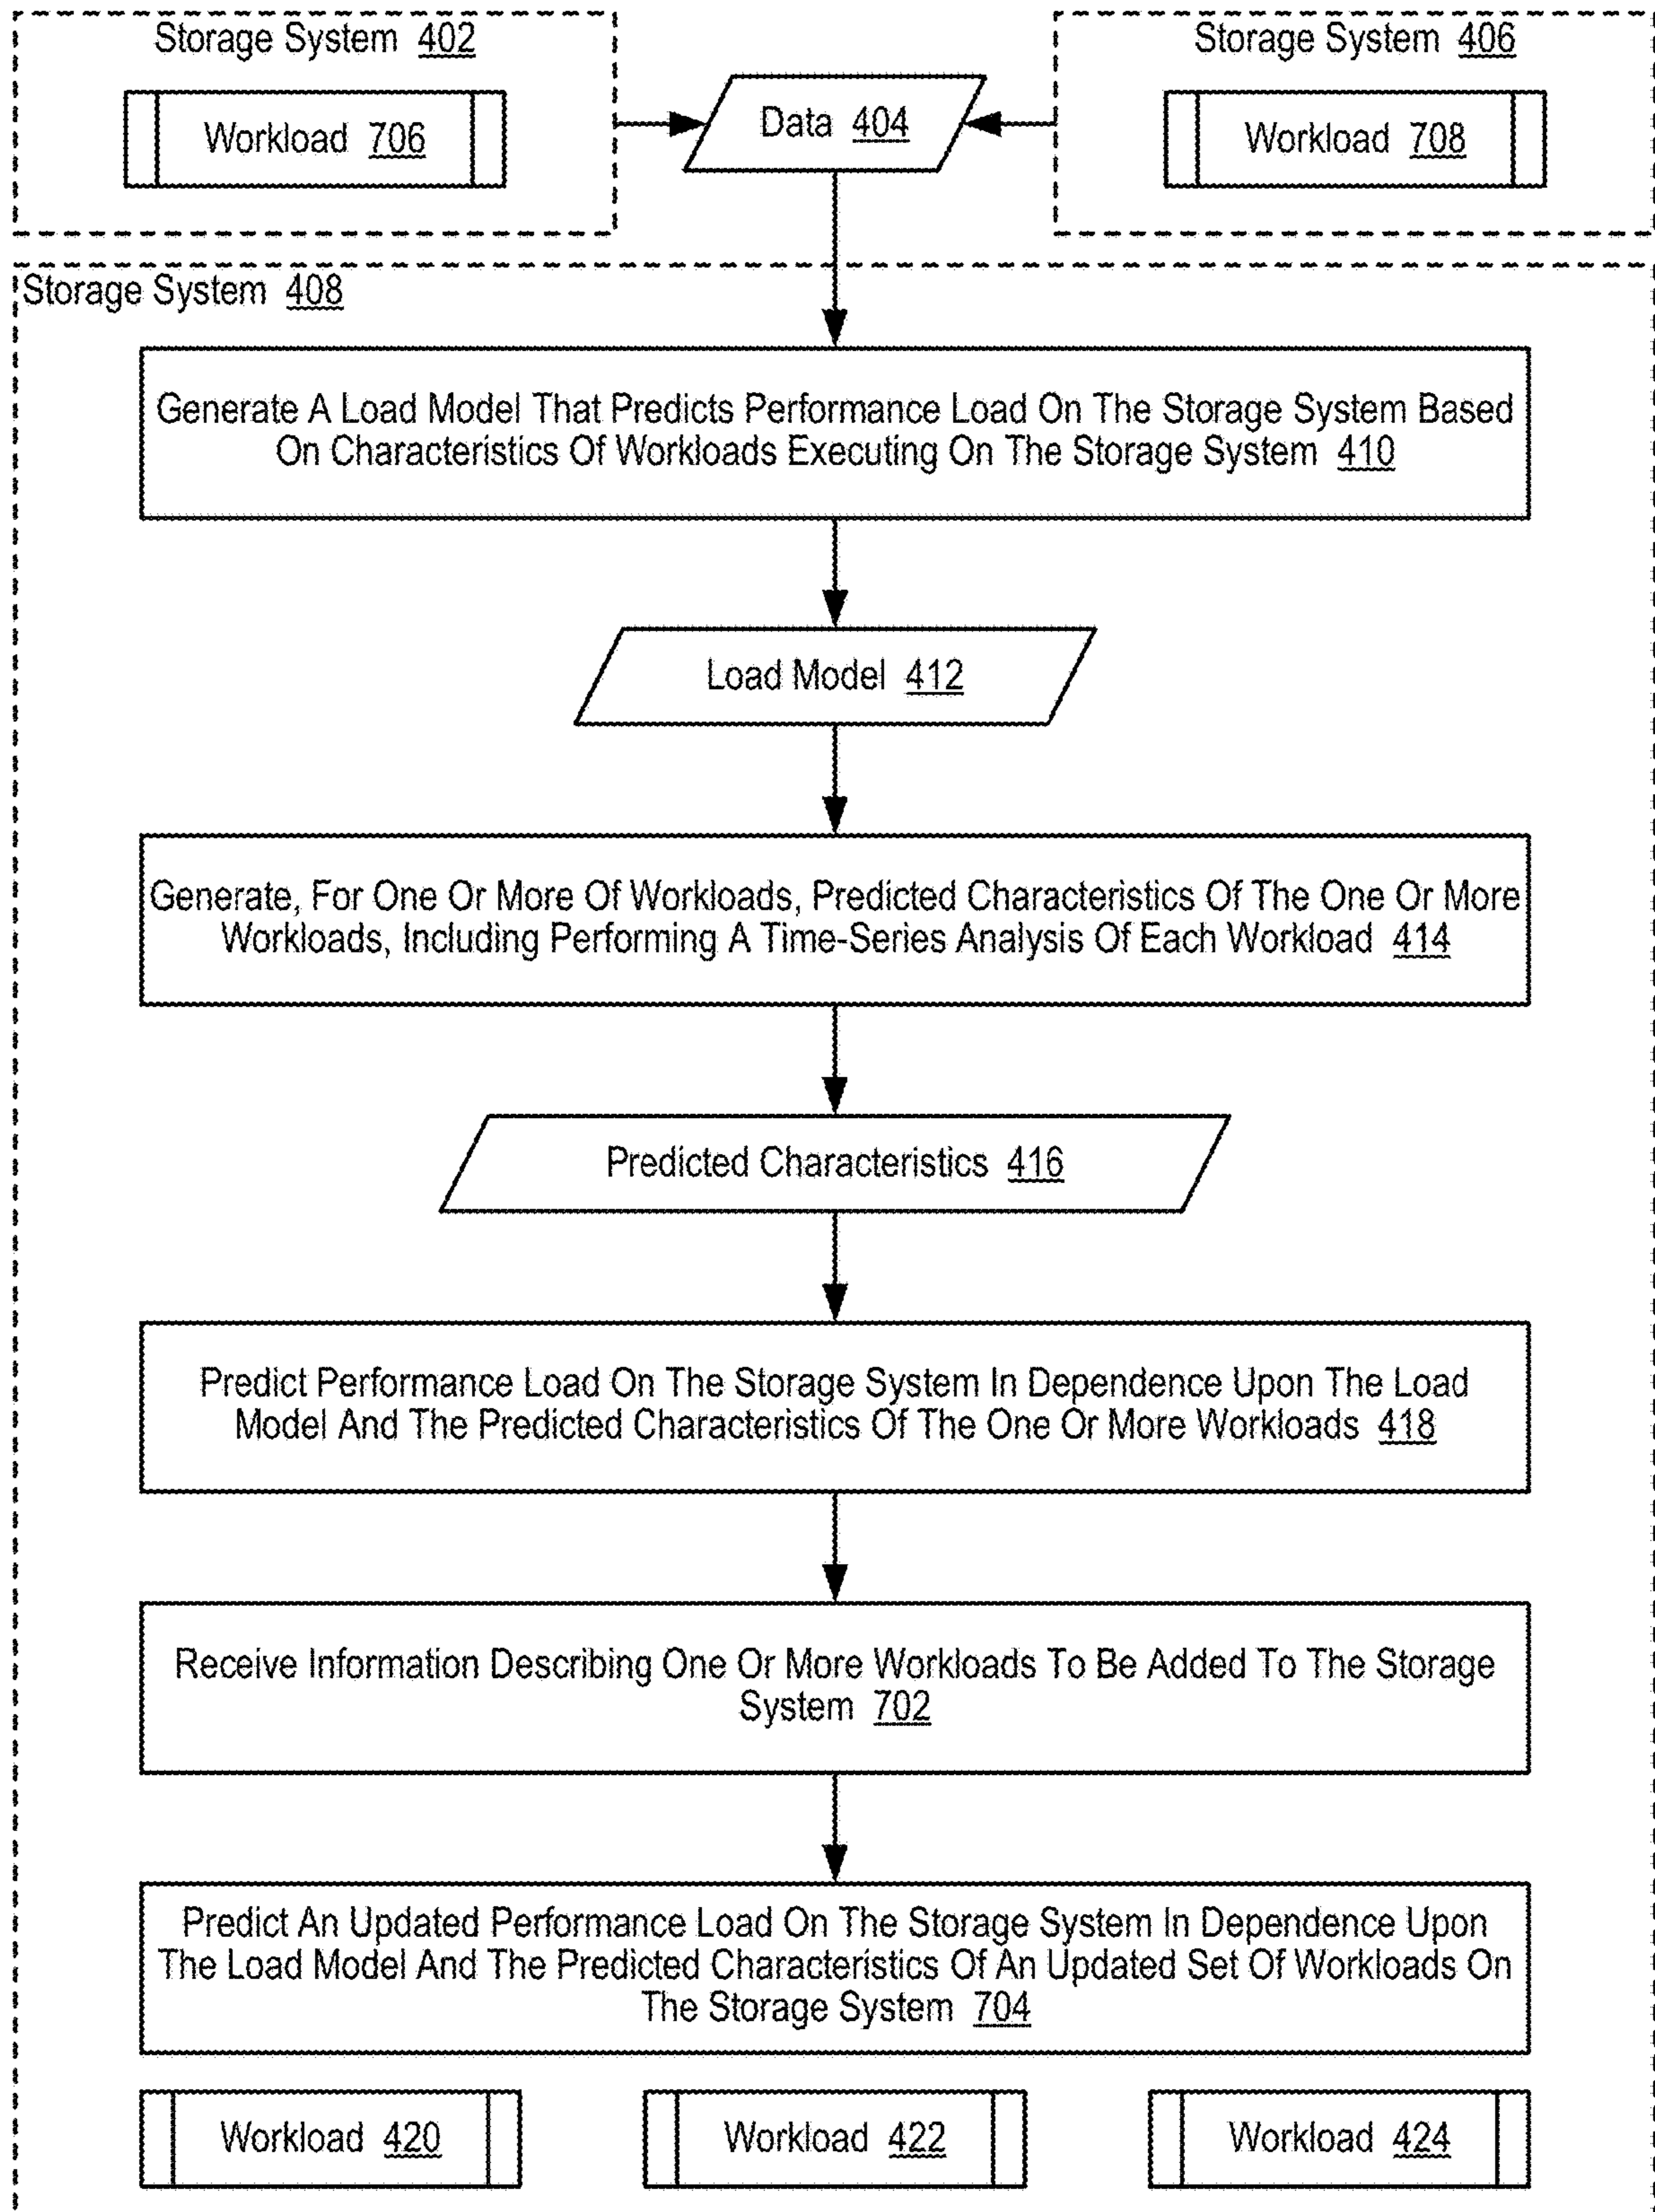 Storage System 402
Workload 706
Data 404
Storage System 406
Workload 708
Storage System 408
Generate A Load Model That Predicts Performance Load On The Storage System Based
On Characteristics Of Workloads Executing On The Storage System 410
Load Model 412
Generate, For One Or More Of Workloads, Predicted Characteristics Of The One Or More
Workloads, Including Performing A Time-Series Analysis Of Each Workload 414
Predicted Characteristics 416
Predict Performance Load On The Storage System In Dependence Upon The Load
Model And The Predicted Characteristics Of The One Or More Workloads 418
Receive Information Describing One Or More Workloads To Be Added To The Storage
System 702
Predict An Updated Performance Load On The Storage System In Dependence Upon
The Load Model And The Predicted Characteristics Of An Updated Set Of Workloads On
The Storage System 704
Workload 420
Workload 422
Workload 424